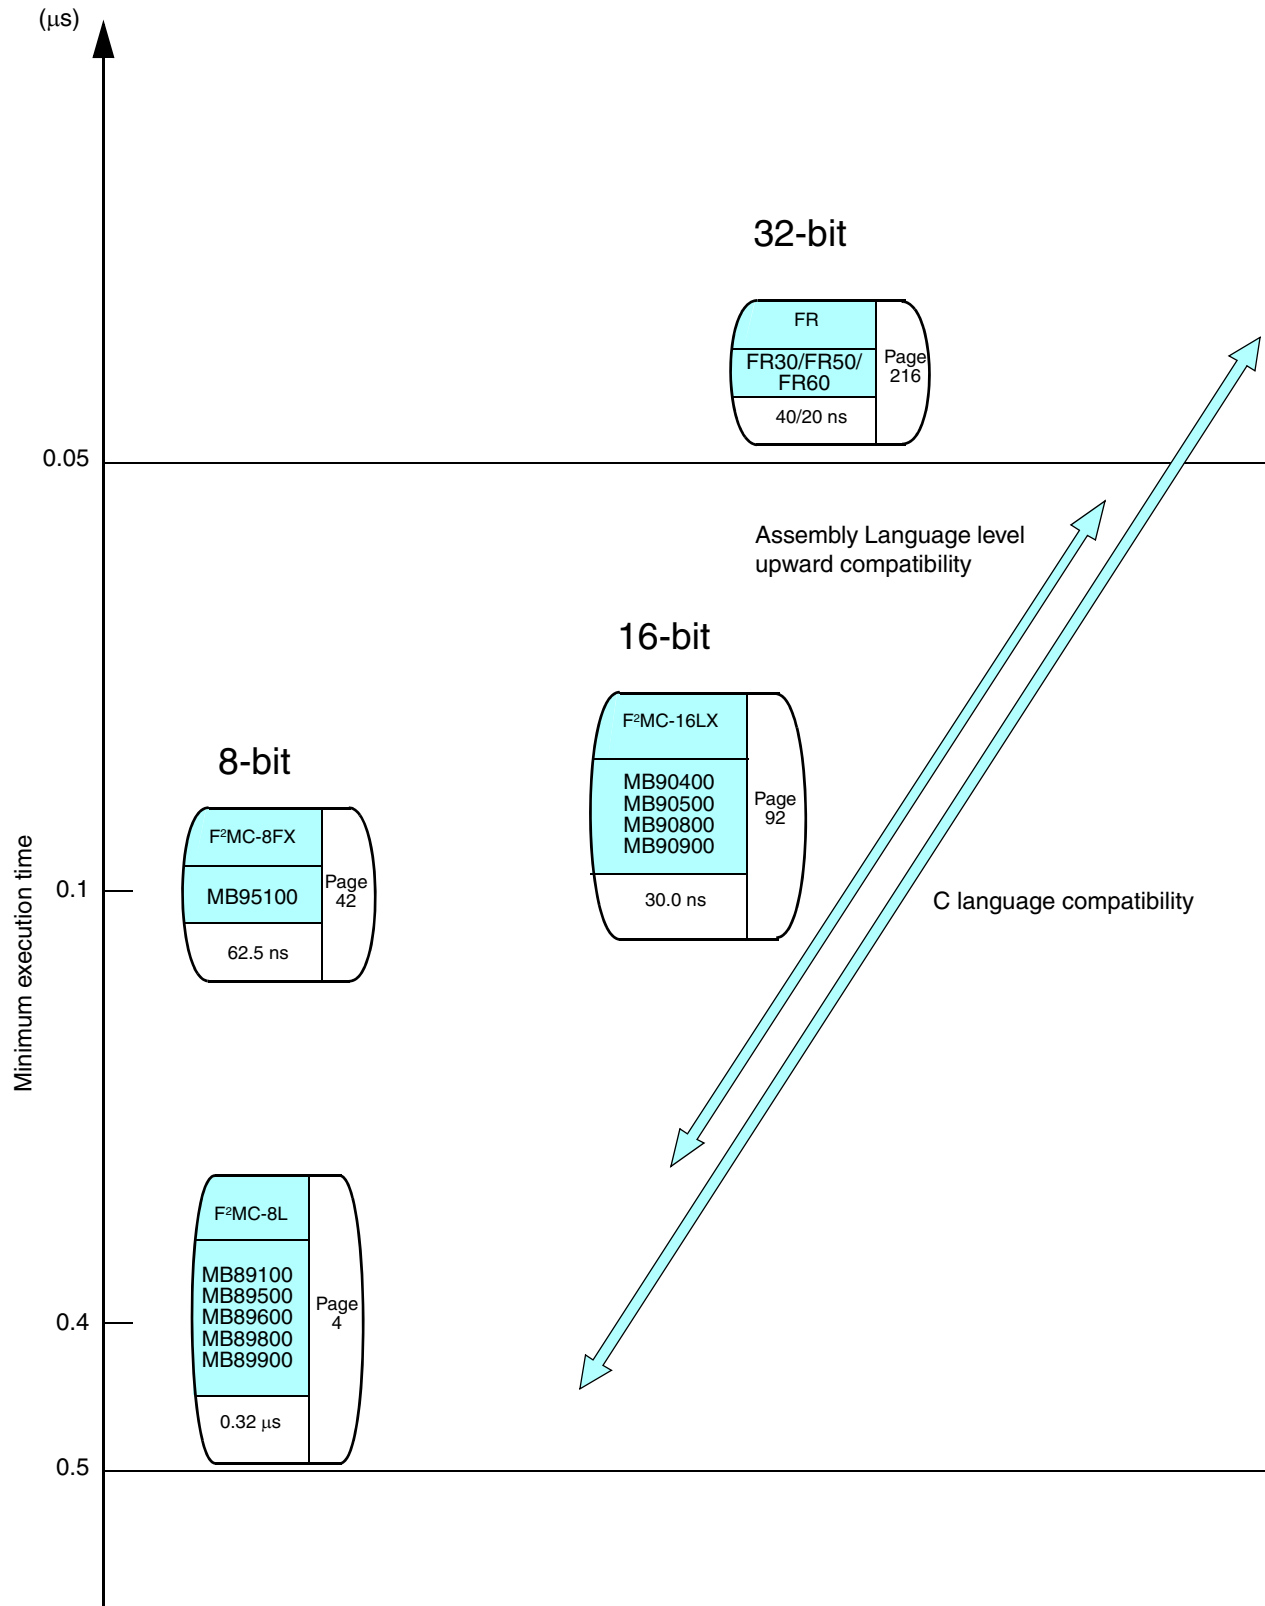 (μs)
32-bit
FR
FR30/FR50/
FR60
40/20 ns
Page
216
0.05
Assembly Language level
upward compatibility
16-bit
F²MC-16LX
MB90400
MB90500
MB90800
MB90900
30.0 ns
Page
92
8-bit
F²MC-8FX
MB95100
62.5 ns
Page
42
0.1
C language compatibility
Minimum execution time
F²MC-8L
MB89100
MB89500
MB89600
MB89800
MB89900
0.32 μs
Page
4
0.4
0.5